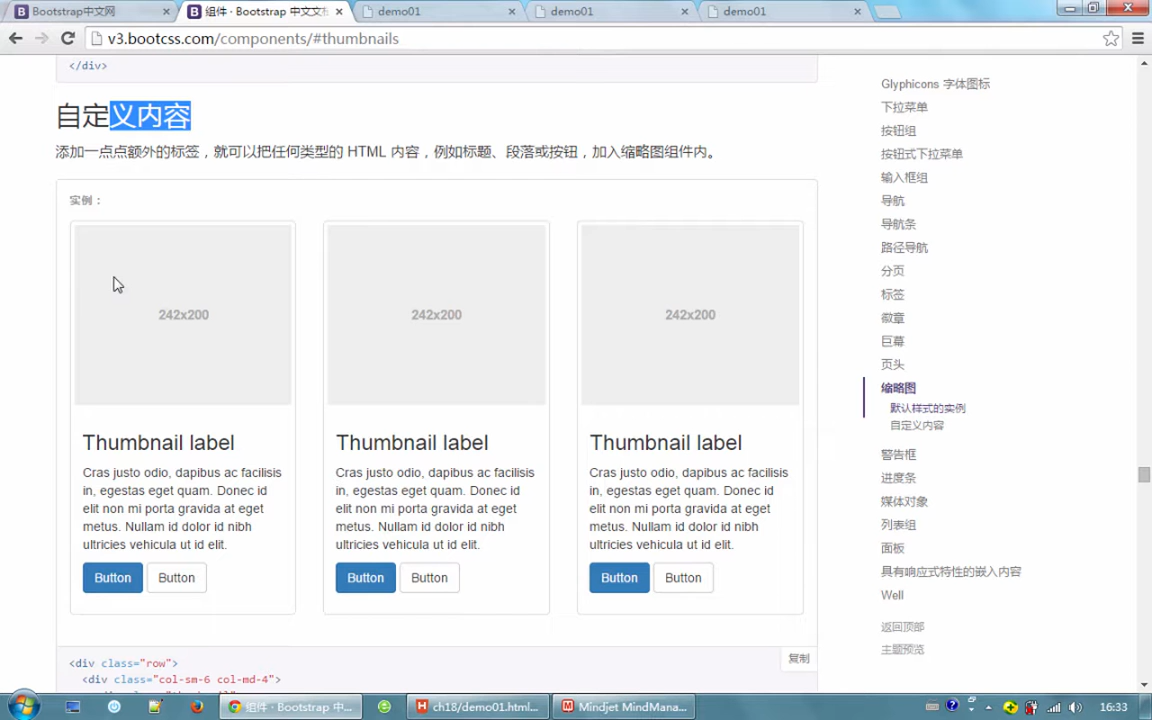 Bootstrap中文网
组件 · Bootstrap 中文文档
demo01
demo01
demo01
v3.bootcss.com/components/#thumbnails
</div>
自定义内容
添加一点点额外的标签，就可以把任何类型的 HTML 内容，例如标题、段落或按钮，加入缩略图组件内。
实例：
242x200
242x200
242x200
Thumbnail label
Cras justo odio, dapibus ac facilisis
in, egestas eget quam. Donec id
elit non mi porta gravida at eget
metus. Nullam id dolor id nibh
ultricies vehicula ut id elit.
Button
Button
Thumbnail label
Cras justo odio, dapibus ac facilisis
in, egestas eget quam. Donec id
elit non mi porta gravida at eget
metus. Nullam id dolor id nibh
ultricies vehicula ut id elit.
Button
Button
Thumbnail label
Cras justo odio, dapibus ac facilisis
in, egestas eget quam. Donec id
elit non mi porta gravida at eget
metus. Nullam id dolor id nibh
ultricies vehicula ut id elit.
Button
Button
复制
<div class="row">
<div class="col-sm-6 col-md-4">
Glyphicons 字体图标
下拉菜单
按钮组
按钮式下拉菜单
输入框组
导航
导航条
路径导航
分页
标签
徽章
巨幕
页头
缩略图
默认样式的实例
自定义内容
警告框
进度条
媒体对象
列表组
面板
具有响应式特性的嵌入内容
Well
返回顶部
主题预览
组件 · Bootstrap 中...
ch18/demo01.html...
Mindjet MindMana...
16:33